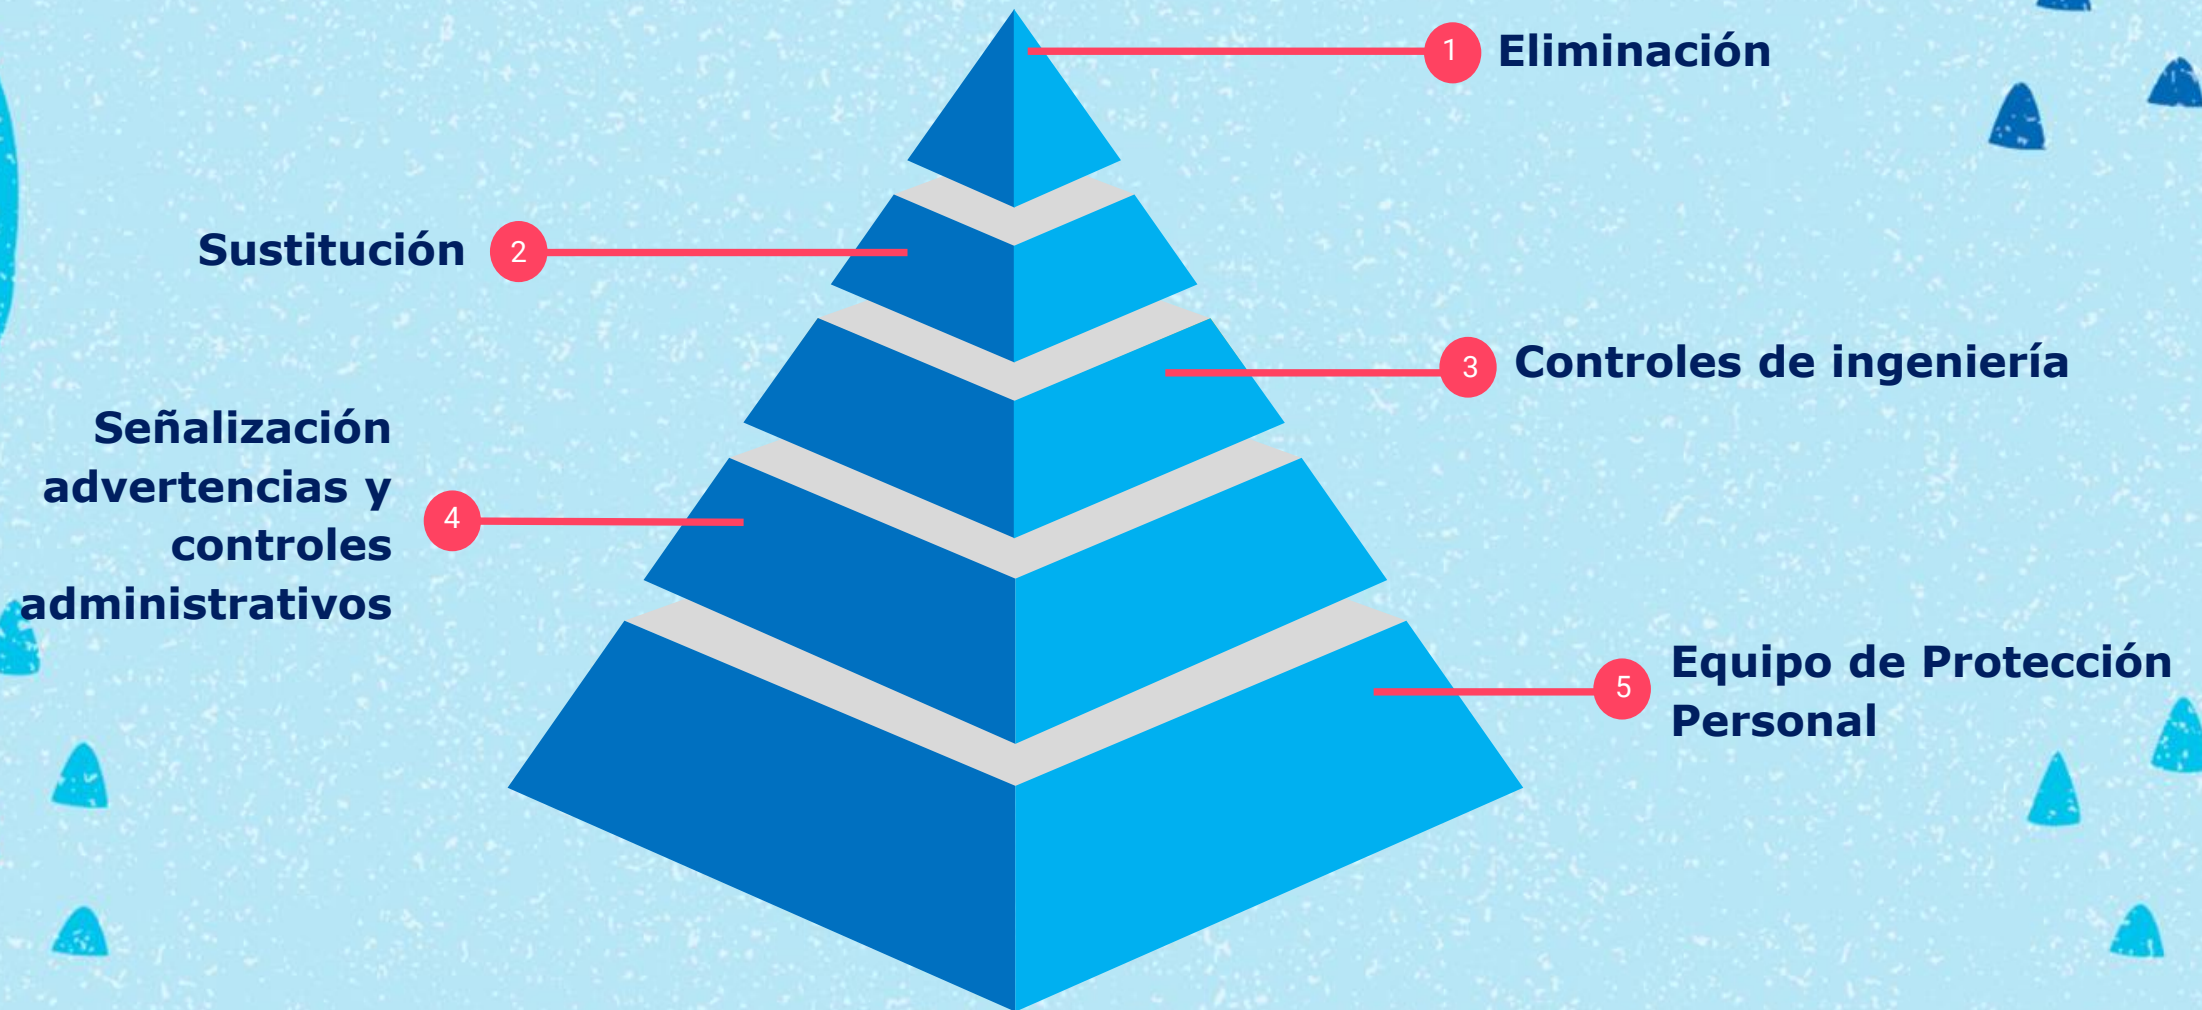 1 Eliminación
Sustitución 2
3 Controles de ingeniería
Señalización
advertencias y
controles
administrativos
4
5
Equipo de Protección
Personal